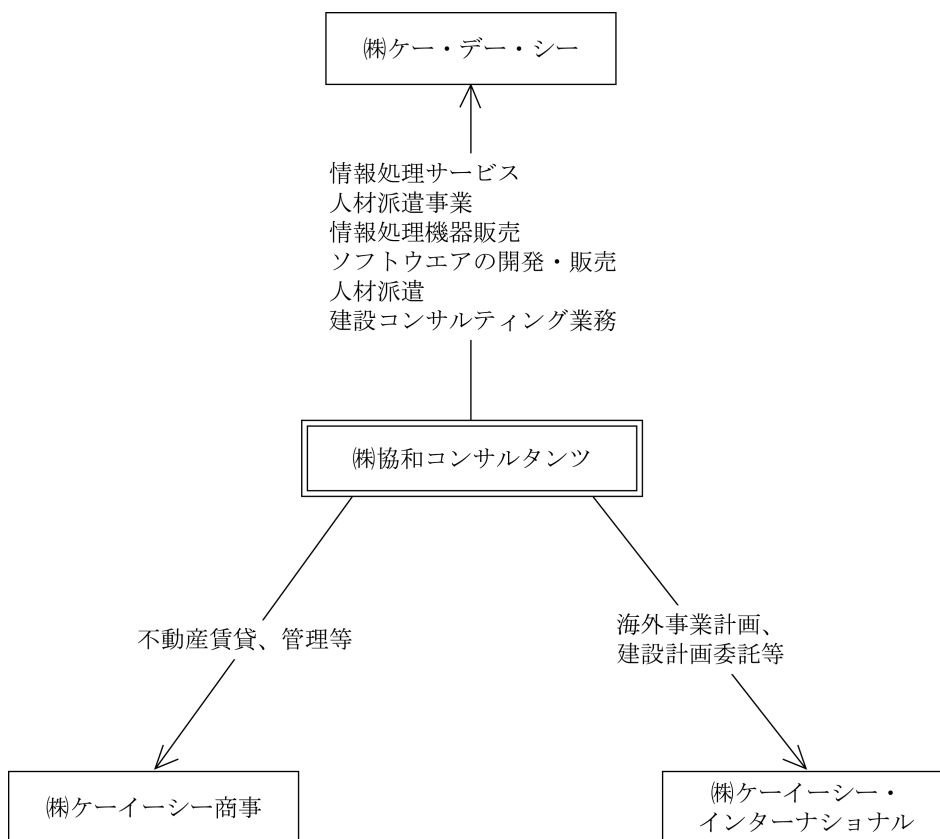 ㈱ケー・デー・シー
情報処理サービス
人材派遣事業
情報処理機器販売
ソフトウエアの開発・販売
人材派遣
建設コンサルティング業務
㈱協和コンサルタンツ
不動産賃貸、管理等
海外事業計画、
建設計画委託等
㈱ケーイーシー商事
㈱ケーイーシー・
インターナショナル